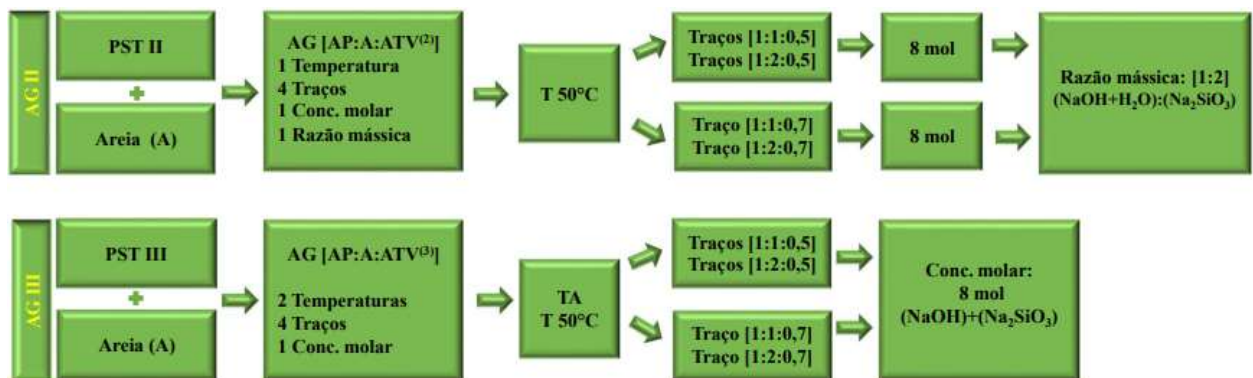 AG II
PST II
+
Areia (A)
AG [AP:A:ATV⁽²⁾]
1 Temperatura
4 Traços
1 Conc. molar
1 Razão mássica
T 50°C
Traços [1:1:0,5]
Traços [1:2:0,5]
Traço [1:1:0,7]
Traço [1:2:0,7]
8 mol
8 mol
Razão mássica: [1:2]
(NaOH+H₂O):(Na₂SiO₃)
AG III
PST III
+
Areia (A)
AG [AP:A:ATV⁽³⁾]
2 Temperaturas
4 Traços
1 Conc. molar
TA
T 50°C
Traços [1:1:0,5]
Traços [1:2:0,5]
Traço [1:1:0,7]
Traço [1:2:0,7]
Conc. molar:
8 mol
(NaOH)+(Na₂SiO₃)